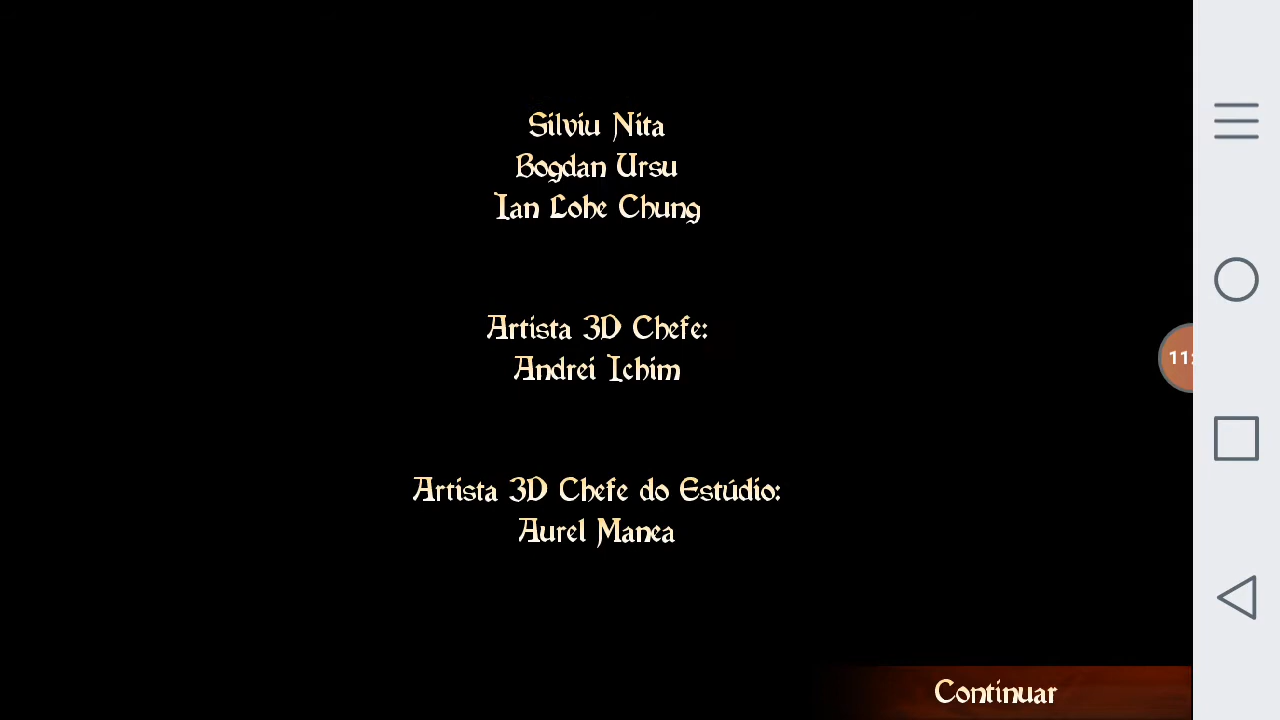 Silviu Nita
Bogdan Ursu
Ian Lohe Chung
Artista 3D Chefe:
Andrei Ichim
Artista 3D Chefe do Estúdio:
Aurel Manea
11:
Continuar